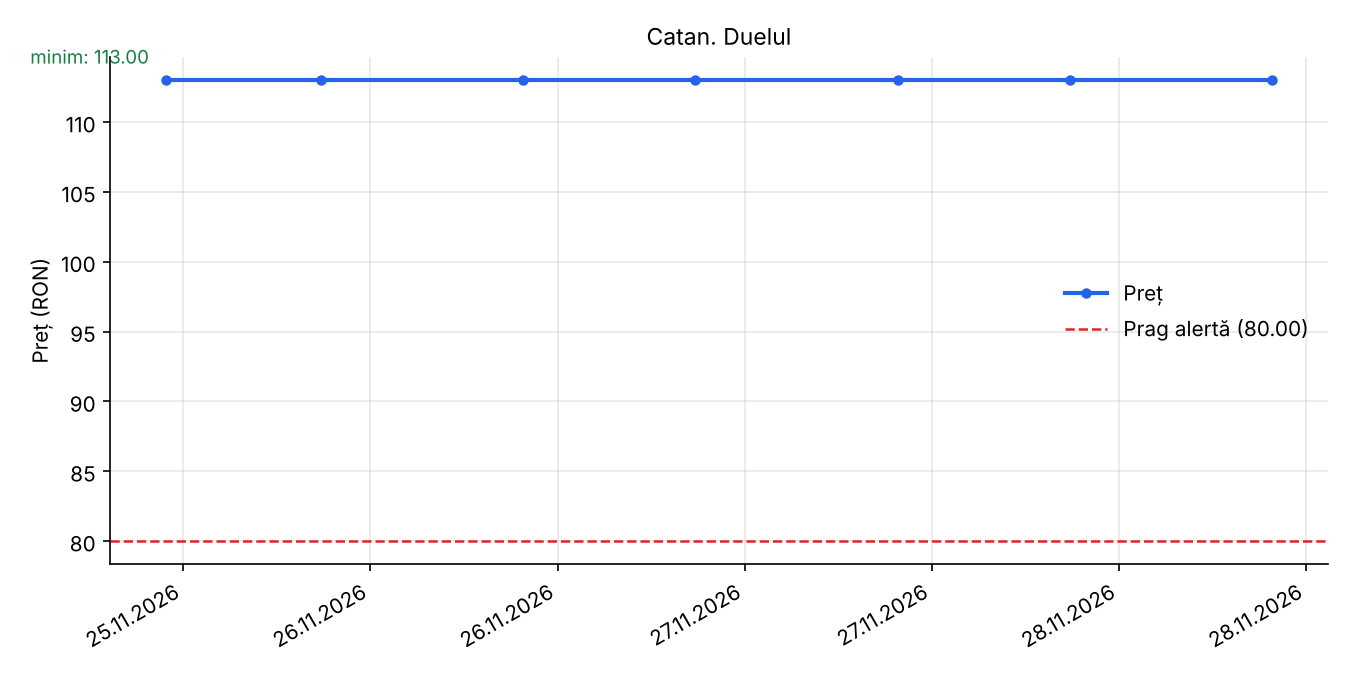 Catan. Duelul
minim: 113.00
Preț (RON)
110
105
100
95
90
85
80
Preț
Prag alertă (80.00)
25.11.2026
26.11.2026
26.11.2026
27.11.2026
27.11.2026
28.11.2026
28.11.2026